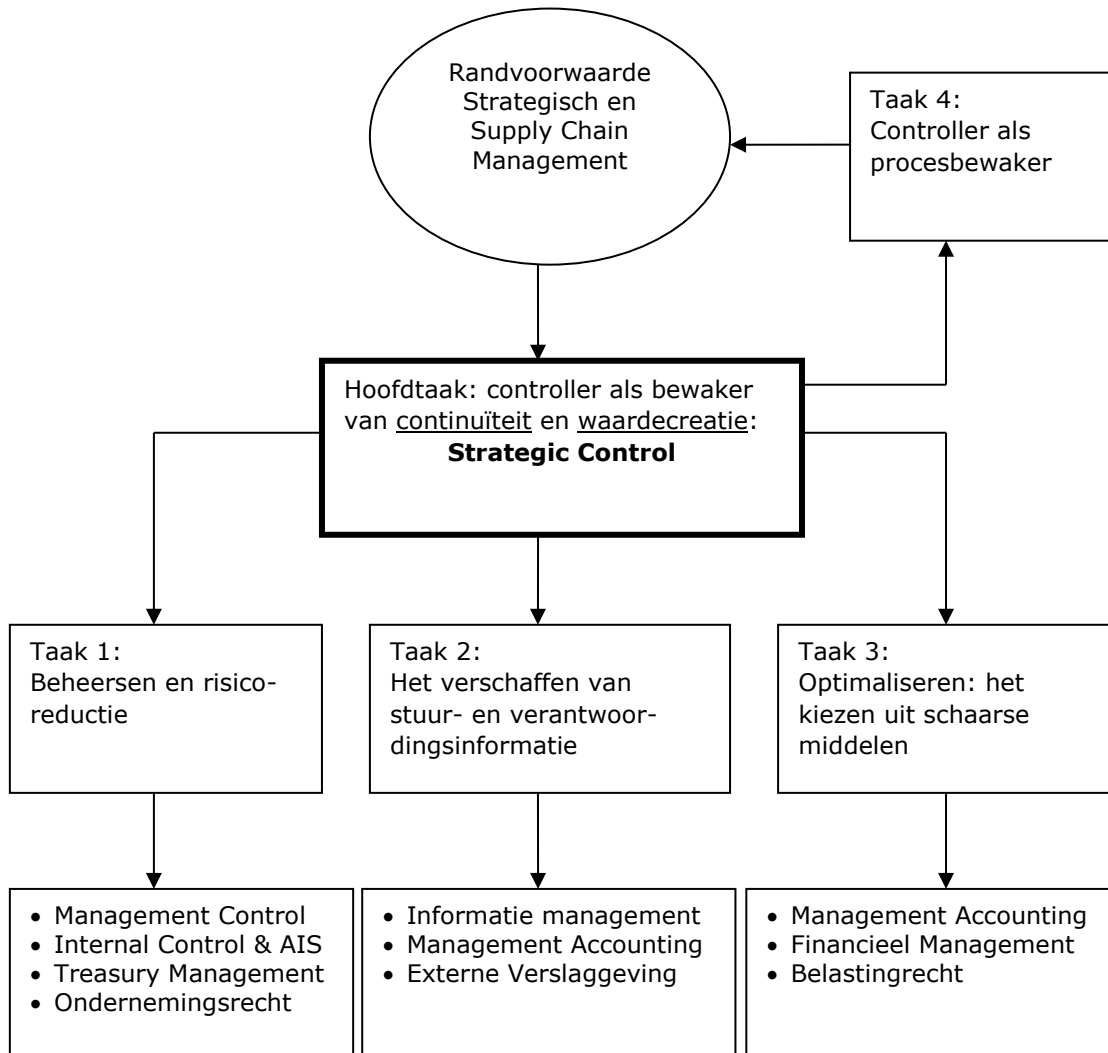 Randvoorwaarde
Strategisch en
Supply Chain
Management
Taak 4:
Controller als
procesbewaker
Hoofdtaak: controller als bewaker
van continuïteit en waardecreatie:
Strategic Control
Taak 1:
Beheersen en risico-
reductie
Taak 2:
Het verschaffen van
stuur- en verantwoor-
dingsinformatie
Taak 3:
Optimaliseren: het
kiezen uit schaarse
middelen
• Management Control
• Internal Control & AIS
• Treasury Management
• Ondernemingsrecht
• Informatie management
• Management Accounting
• Externe Verslaggeving
• Management Accounting
• Financieel Management
• Belastingrecht